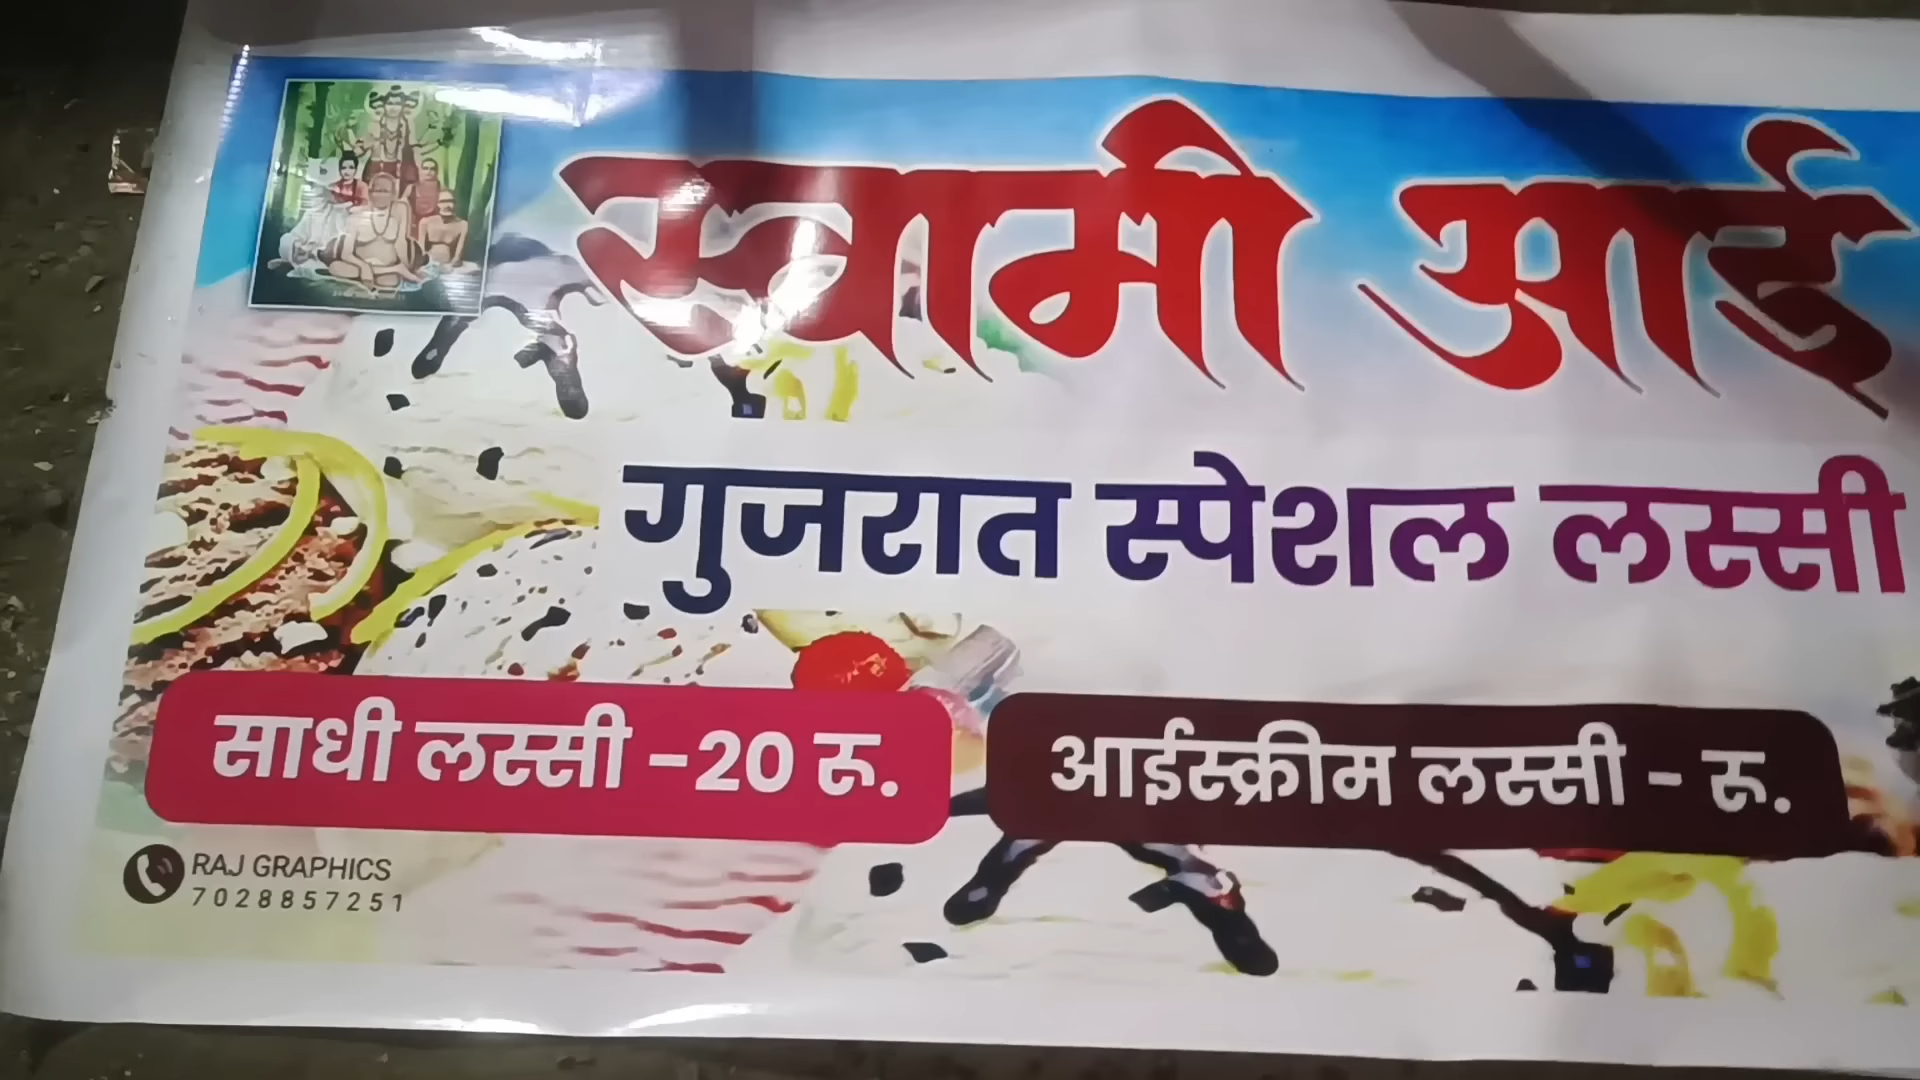 स्वामी आई
गुजरात स्पेशल लस्सी
साधी लस्सी -20 रू.
आईस्क्रीम लस्सी - रू.
RAJ GRAPHICS
7028857251